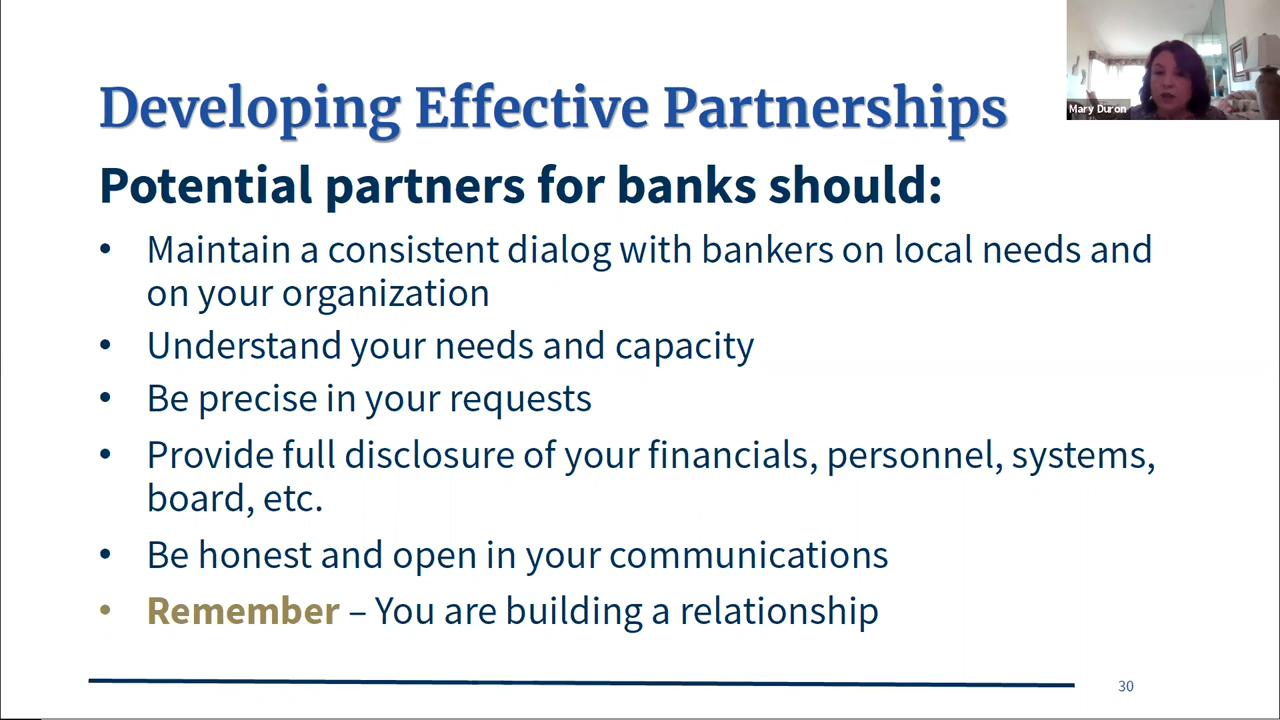 Developing Effective Partnerships
Mary Duron
Potential partners for banks should:
• Maintain a consistent dialog with bankers on local needs and
on your organization
• Understand your needs and capacity
• Be precise in your requests
• Provide full disclosure of your financials, personnel, systems,
board, etc.
• Be honest and open in your communications
• Remember – You are building a relationship
30